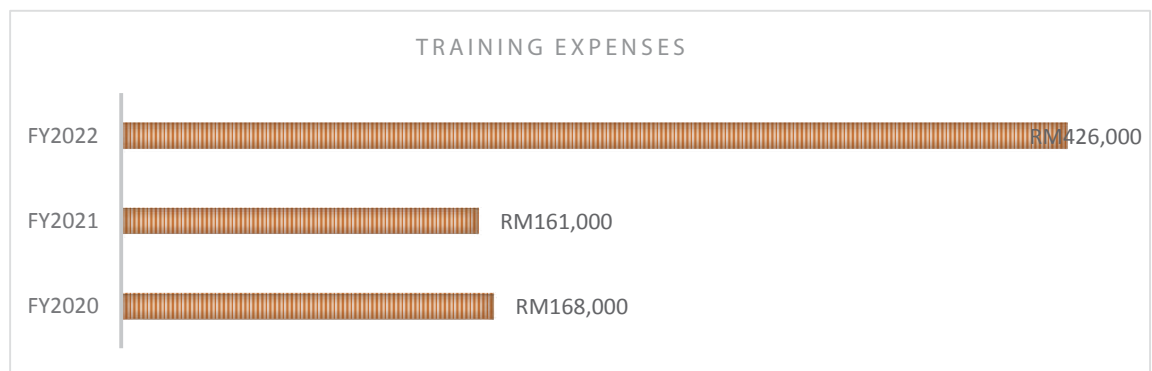 TRAINING EXPENSES
FY2022 RM426,000
FY2021 RM161,000
FY2020 RM168,000